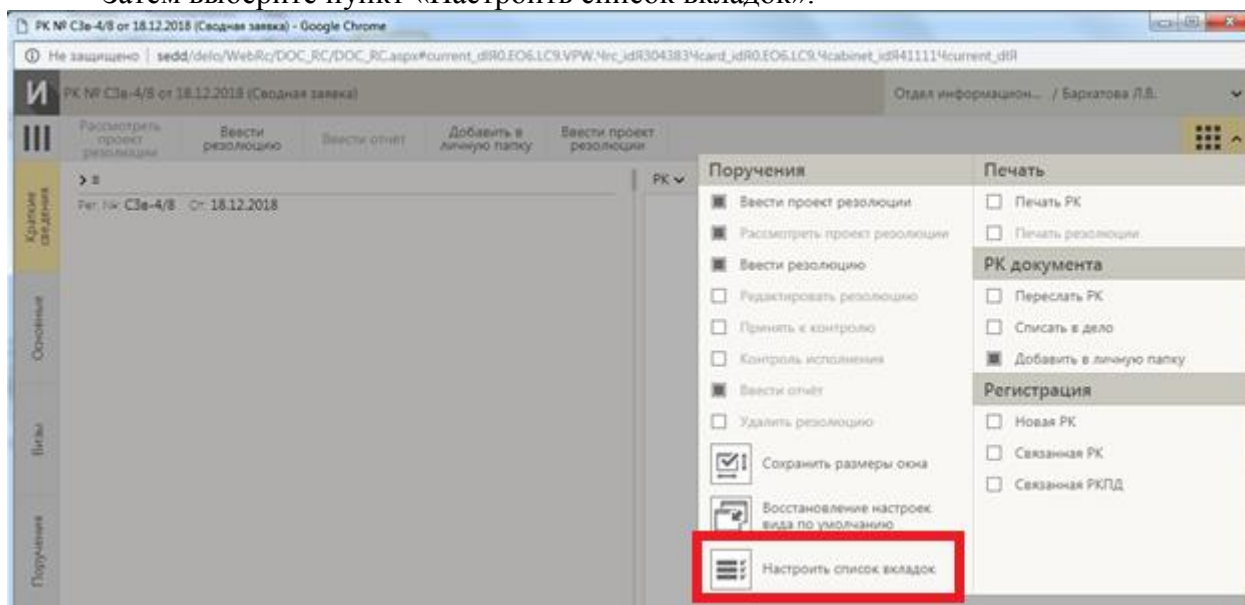 Затем выберите пункт «Настроить список вкладок».
РК № СЗв-4/8 от 18.12.2018 (Сводная заявка) - Google Chrome
Не защищено | sedd/delo/WebRc/DOC_RC/DOC_RC.aspx#
И РК № СЗв-4/8 от 18.12.2018 (Сводная заявка) Отдел информацион... / Бархатова Л.В.
Рассмотреть проект резолюции
Ввести резолюцию
Ввести отчёт
Добавить в личную папку
Ввести проект резолюции
Краткие сведения
Основные
Визы
Поручения
Рег. №: СЗв-4/8 От: 18.12.2018
РК
Поручения
Ввести проект резолюции
Рассмотреть проект резолюции
Ввести резолюцию
Редактировать резолюцию
Принять к контролю
Контроль исполнения
Ввести отчёт
Удалить резолюцию
Сохранить размеры окна
Восстановление настроек
вида по умолчанию
Настроить список вкладок
Печать
Печать РК
Печать резолюции
РК документа
Переслать РК
Списать в дело
Добавить в личную папку
Регистрация
Новая РК
Связанная РК
Связанная РКПД